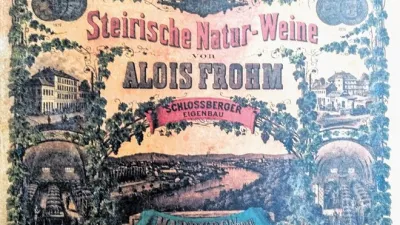 Steirische Natur-Weine
VON
ALOIS FROHM
SCHLOSSBERGER
EIGENBAU